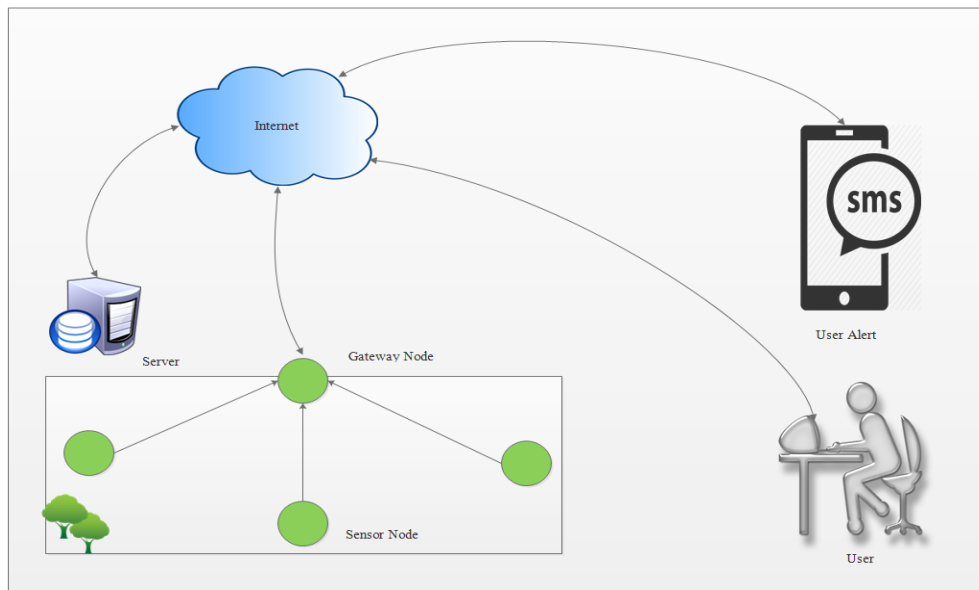 Internet
sms
User Alert
Server
Gateway Node
Sensor Node
User